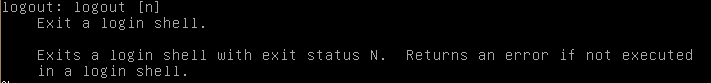 logout: logout [n]
Exit a login shell.
Exits a login shell with exit status N.  Returns an error if not executed
in a login shell.